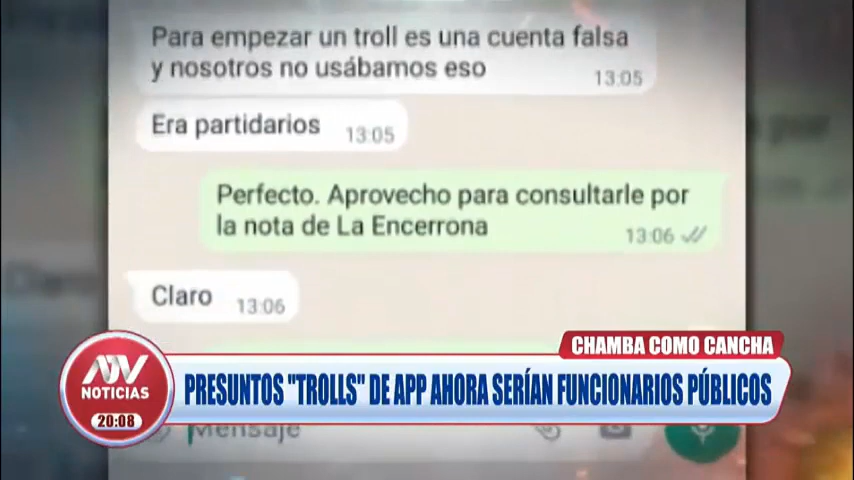 Para empezar un troll es una cuenta falsa
y nosotros no usábamos eso
13:05
Era partidarios
13:05
Perfecto. Aprovecho para consultarle por
la nota de La Encerrona
13:06
Claro
13:06
CHAMBA COMO CANCHA
ATV
NOTICIAS
20:08
PRESUNTOS "TROLLS" DE APP AHORA SERÍAN FUNCIONARIOS PÚBLICOS
Mensaje